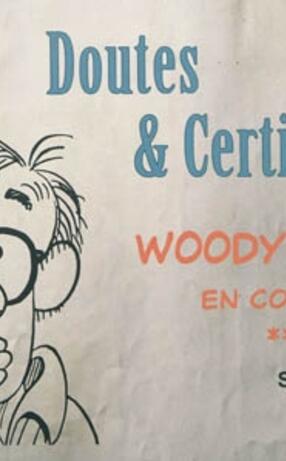 Doutes
& Certi
WOODY
EN CO
**
S